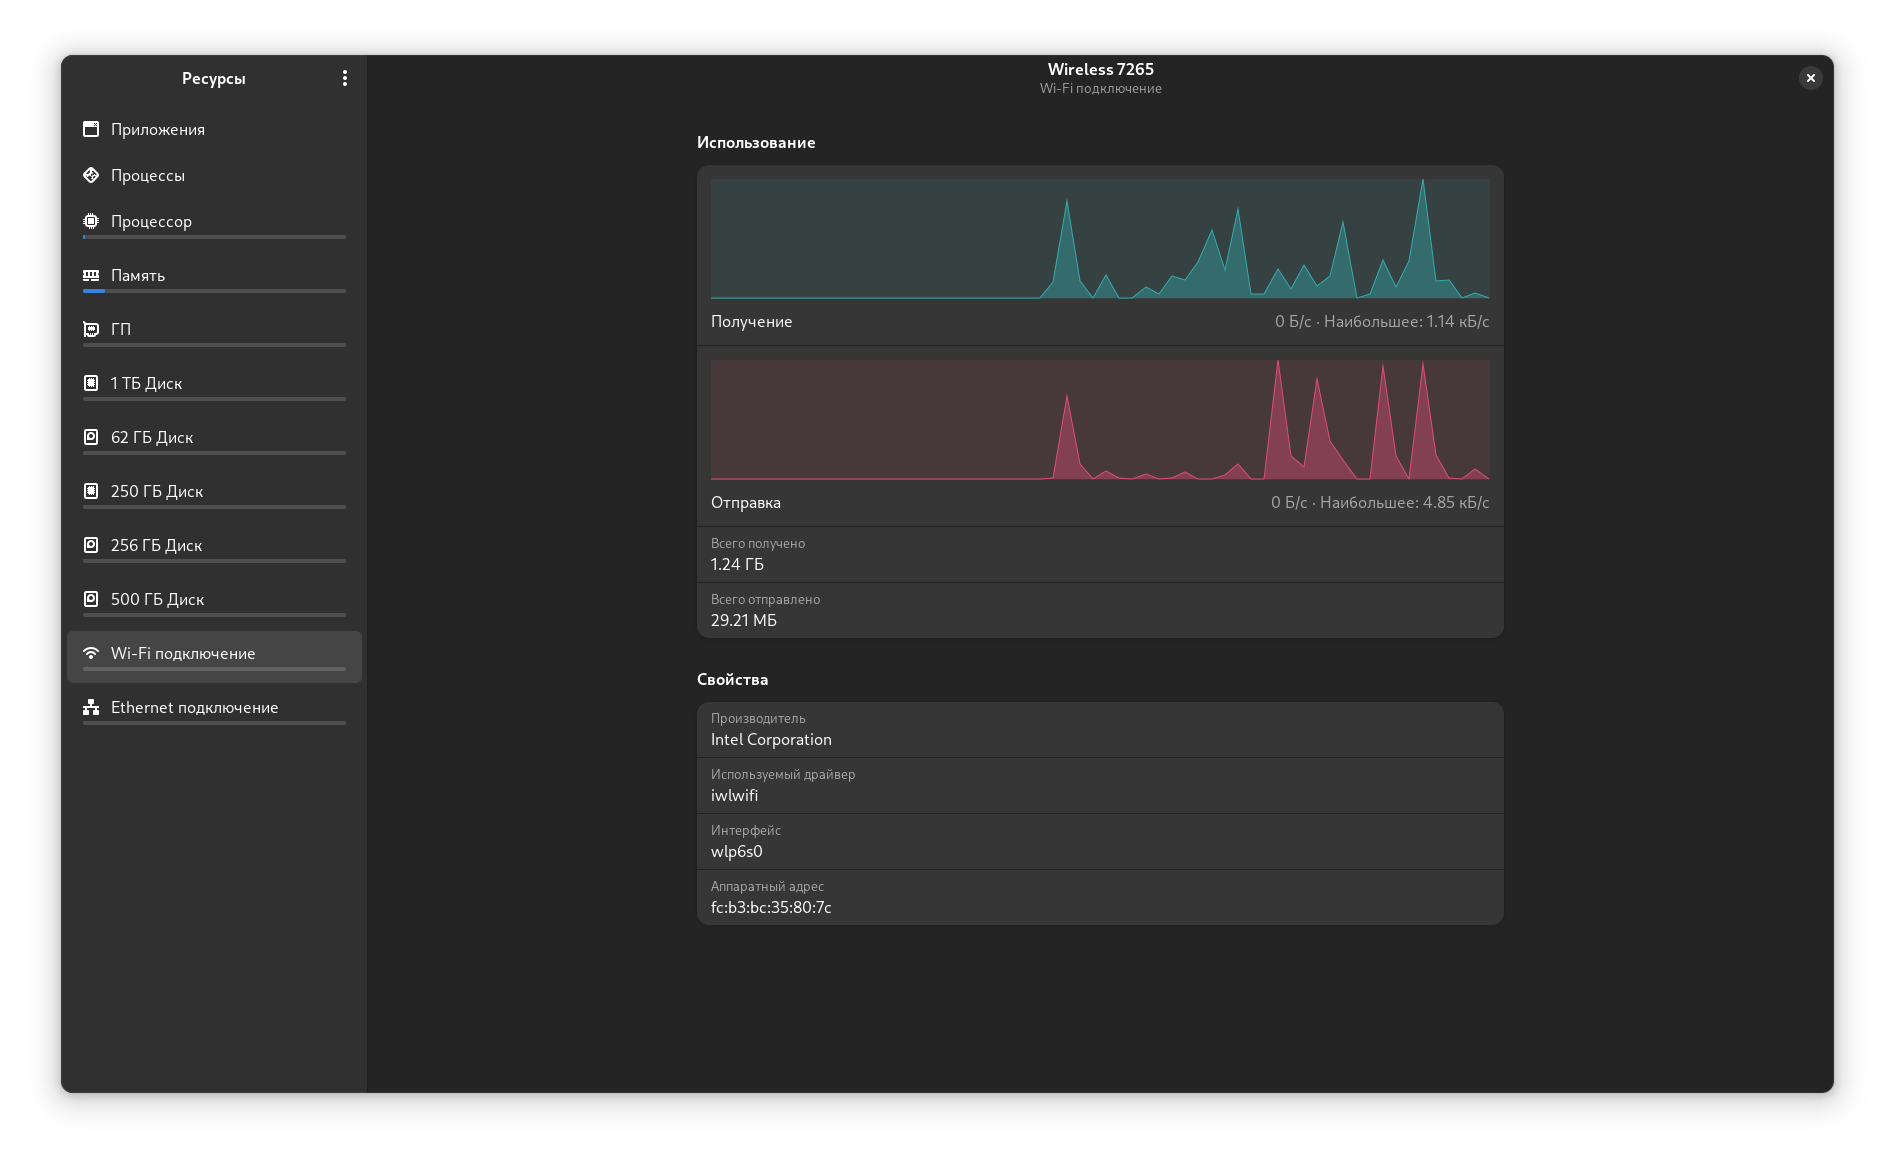 Ресурсы
Приложения
Процессы
Процессор
Память
ГП
1 ТБ Диск
62 ГБ Диск
250 ГБ Диск
256 ГБ Диск
500 ГБ Диск
Wi-Fi подключение
Ethernet подключение
Wireless 7265
Wi-Fi подключение
Использование
Получение 0 Б/с · Наибольшее: 1.14 кБ/с
Отправка 0 Б/с · Наибольшее: 4.85 кБ/с
Всего получено
1.24 ГБ
Всего отправлено
29.21 МБ
Свойства
Производитель
Intel Corporation
Используемый драйвер
iwlwifi
Интерфейс
wlp6s0
Аппаратный адрес
fc:b3:bc:35:80:7c